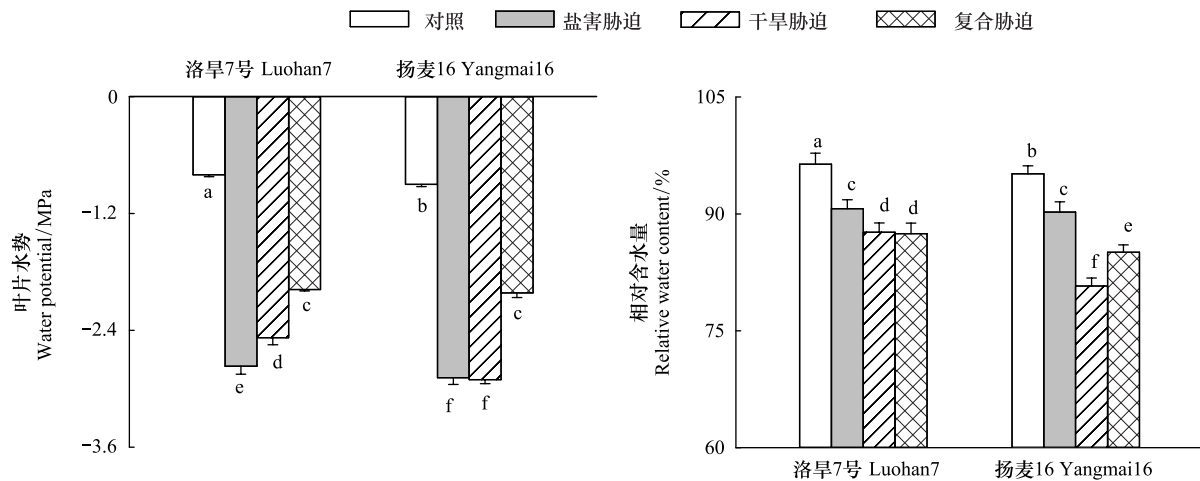 对照 盐害胁迫 干旱胁迫 复合胁迫
洛旱7号 Luohan7 扬麦16 Yangmai16
叶片水势
Water potential/MPa
0
−1.2
−2.4
−3.6
a
e
d
c
b
f
f
c
相对含水量
Relative water content/%
105
90
75
60
a
c
d
d
b
c
f
e
洛旱7号 Luohan7 扬麦16 Yangmai16